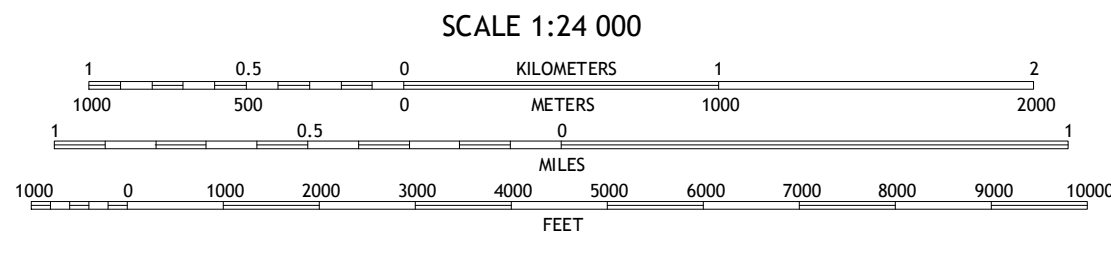 SCALE 1:24 000
1 0.5 0 KILOMETERS 1 2
1000 500 0 METERS 1000 2000
1 0.5 0 1
MILES
1000 0 1000 2000 3000 4000 5000 6000 7000 8000 9000 10000
FEET